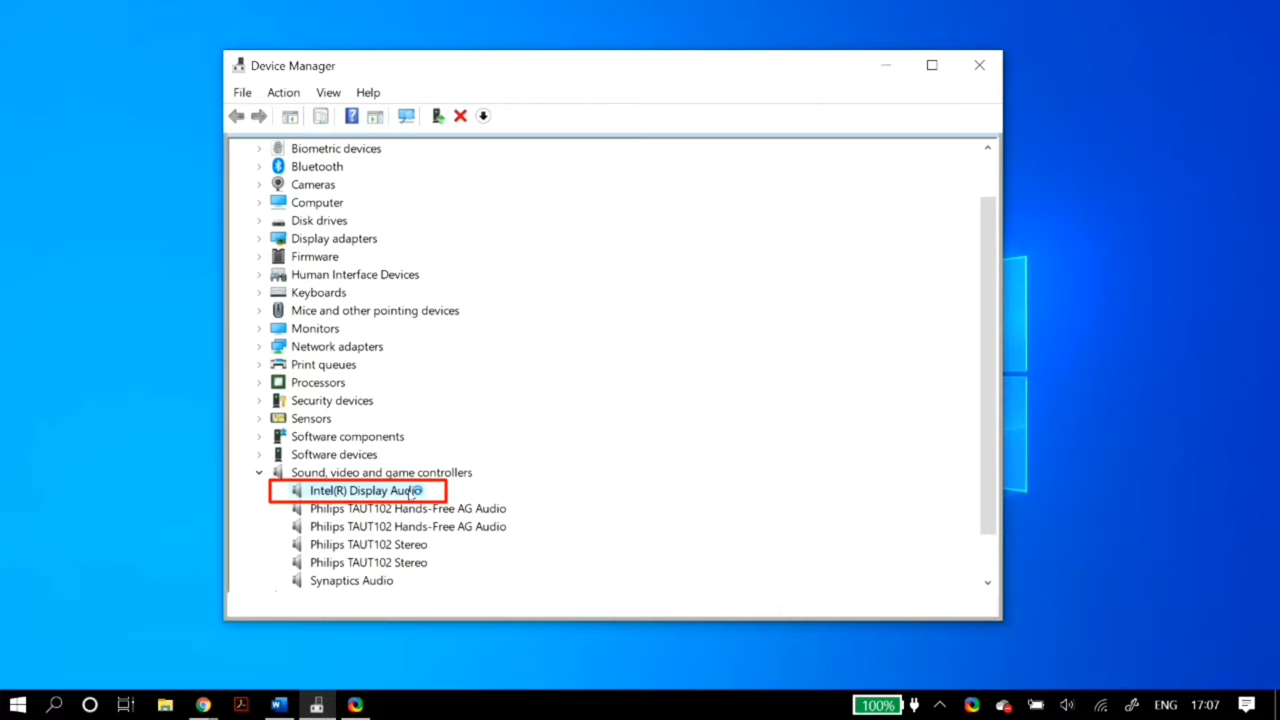 Device Manager
File Action View Help
Biometric devices
Bluetooth
Cameras
Computer
Disk drives
Display adapters
Firmware
Human Interface Devices
Keyboards
Mice and other pointing devices
Monitors
Network adapters
Print queues
Processors
Security devices
Sensors
Software components
Software devices
Sound, video and game controllers
Intel(R) Display Audio
Philips TAUT102 Hands-Free AG Audio
Philips TAUT102 Hands-Free AG Audio
Philips TAUT102 Stereo
Philips TAUT102 Stereo
Synaptics Audio
100% ENG 17:07